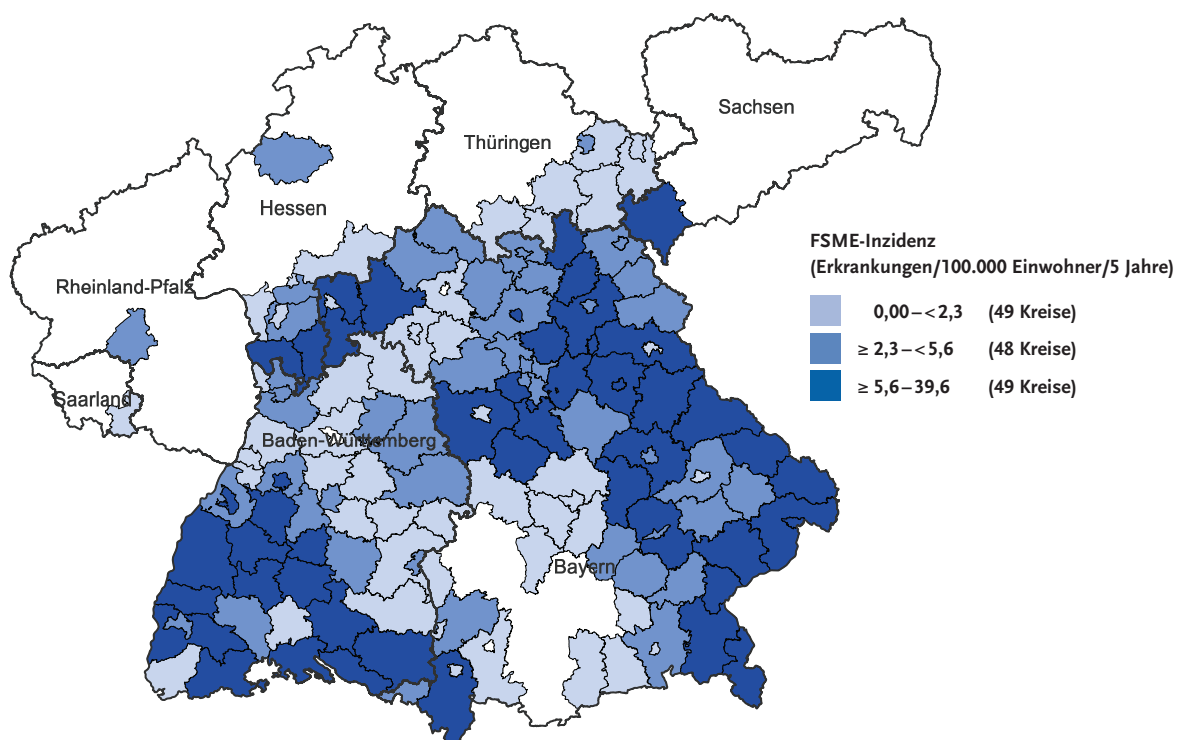 Sachsen
Thüringen
Hessen
Rheinland-Pfalz
Saarland
Baden-Württemberg
Bayern
FSME-Inzidenz
(Erkrankungen/100.000 Einwohner/5 Jahre)
0,00–<2,3 (49 Kreise)
≥ 2,3–<5,6 (48 Kreise)
≥ 5,6–39,6 (49 Kreise)